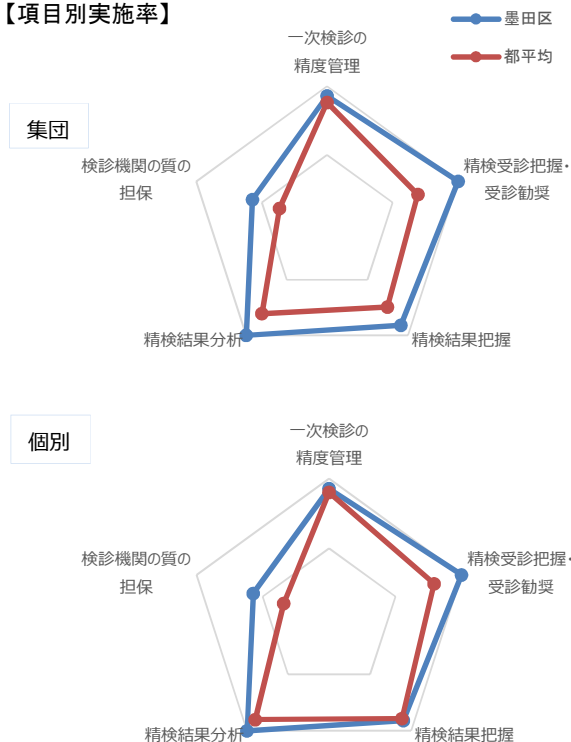 【項目別実施率】
墨田区
都平均
集団
一次検診の
精度管理
精検受診把握・
受診勧奨
精検結果把握
精検結果分析
検診機関の質の
担保
個別
一次検診の
精度管理
精検受診把握・
受診勧奨
精検結果把握
精検結果分析
検診機関の質の
担保